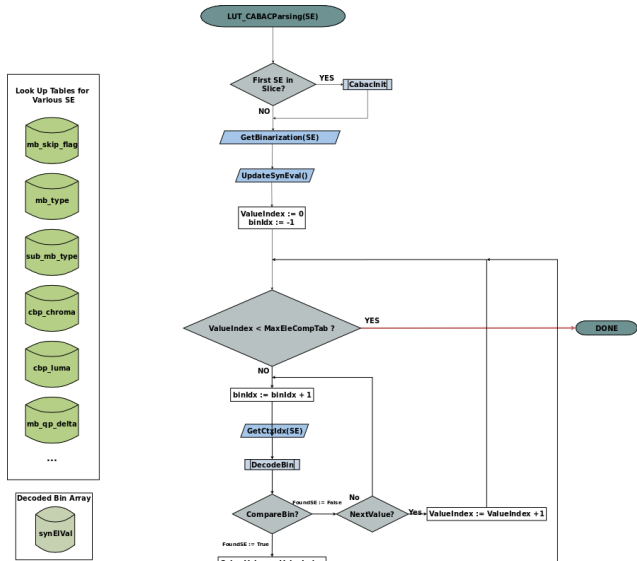 LUT_CABACParsing(SE)
First SE in
Slice?
YES
CabacInit
NO
GetBinarization(SE)
UpdateSynEval()
ValueIndex := 0
binIdx := -1
ValueIndex < MaxEleCompTab ?
YES
DONE
NO
binIdx := binIdx + 1
GetCtxIdx(SE)
DecodeBin
CompareBin?
FoundSE := False
No
NextValue?
Yes
ValueIndex := ValueIndex +1
FoundSE := True
Look Up Tables for
Various SE
mb_skip_flag
mb_type
sub_mb_type
cbp_chroma
cbp_luma
mb_qp_delta
...
Decoded Bin Array
synElVal